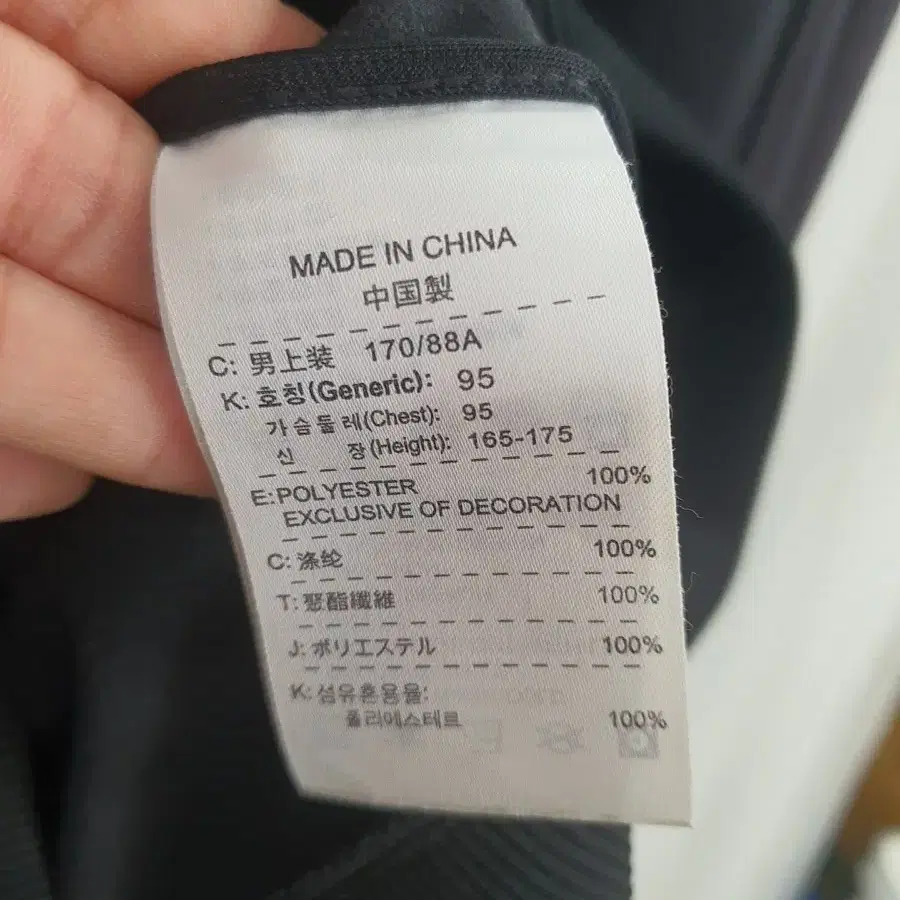 MADE IN CHINA
中国製
C: 男上装 170/88A
K: 호칭(Generic): 95
가슴둘레(Chest): 95
신 장(Height): 165-175
E:POLYESTER 100%
EXCLUSIVE OF DECORATION
C: 涤纶 100%
T: 聚酯纖維 100%
J: ポリエステル 100%
K: 섬유혼용율:
폴리에스테르 100%